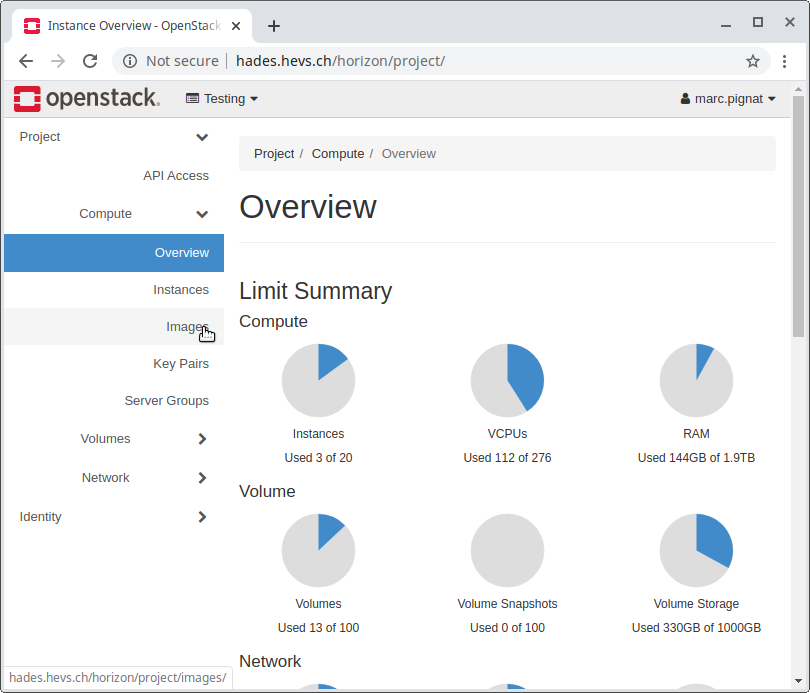 Instance Overview - OpenStack
Not secure | hades.hevs.ch/horizon/project/
openstack. Testing marc.pignat
Project
API Access
Compute
Overview
Instances
Images
Key Pairs
Server Groups
Volumes
Network
Identity
Project / Compute / Overview
Overview
Limit Summary
Compute
Instances VCPUs RAM
Used 3 of 20 Used 112 of 276 Used 144GB of 1.9TB
Volume
Volumes Volume Snapshots Volume Storage
Used 13 of 100 Used 0 of 100 Used 330GB of 1000GB
Network
hades.hevs.ch/horizon/project/images/